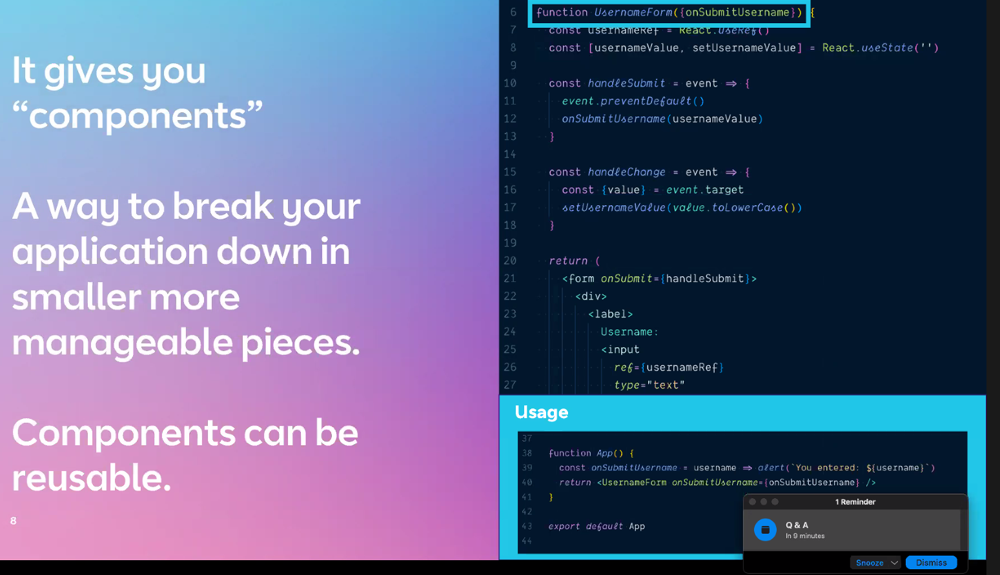 It gives you
“components”
A way to break your
application down in
smaller more
manageable pieces.
Components can be
reusable.
8
6 function UsernameForm({onSubmitUsername}) {
7 const usernameRef = React.useRef()
8 const [usernameValue, setUsernameValue] = React.useState('')
9
10 const handleSubmit = event ⇒ {
11 event.preventDefault()
12 onSubmitUsername(usernameValue)
13 }
14
15 const handleChange = event ⇒ {
16 const {value} = event.target
17 setUsernameValue(value.toLowerCase())
18 }
19
20 return (
21 <form onSubmit={handleSubmit}>
22 <div>
23 <label>
24 Username:
25 <input
26 ref={usernameRef}
27 type="text"
Usage
37
38 function App() {
39 const onSubmitUsername = username ⇒ alert(`You entered: ${username}`)
40 return <UsernameForm onSubmitUsername={onSubmitUsername} />
41 }
42
43 export default App
44
1 Reminder
Q & A
In 9 minutes
Snooze
Dismiss